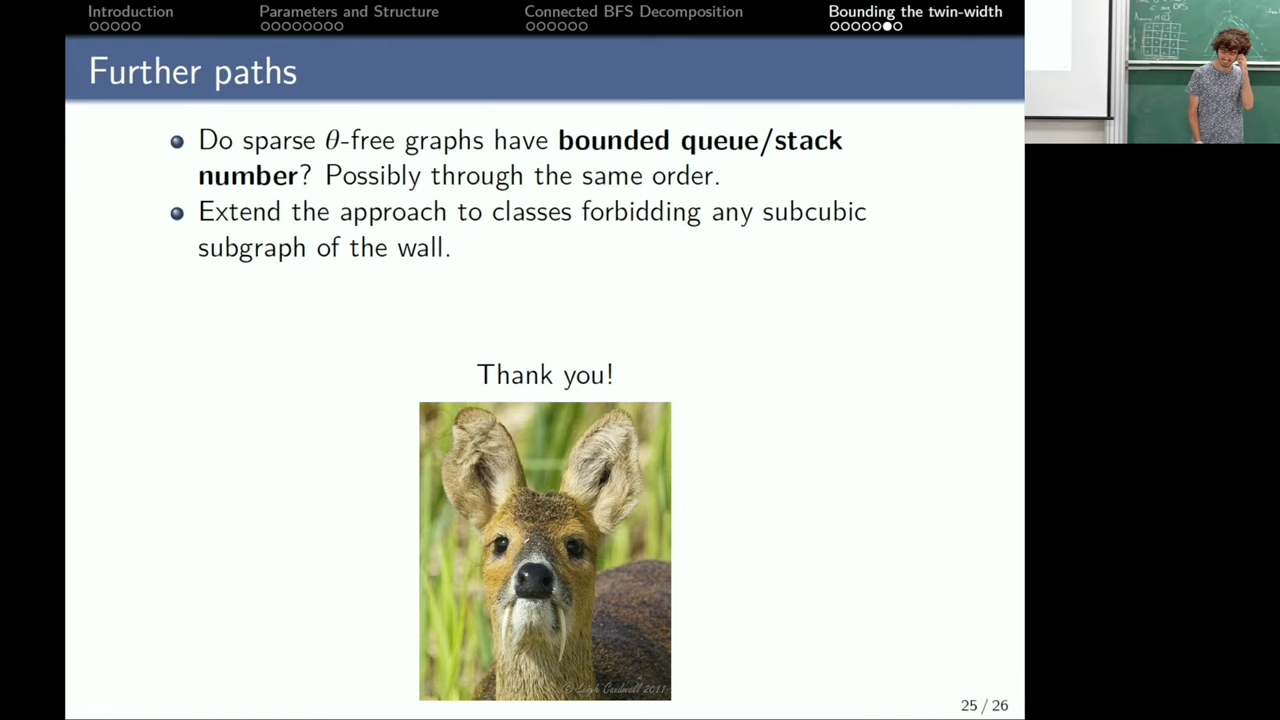 Introduction
Parameters and Structure
Connected BFS Decomposition
Bounding the twin-width
Further paths
Do sparse θ-free graphs have bounded queue/stack
number? Possibly through the same order.
Extend the approach to classes forbidding any subcubic
subgraph of the wall.
Thank you!
25 / 26